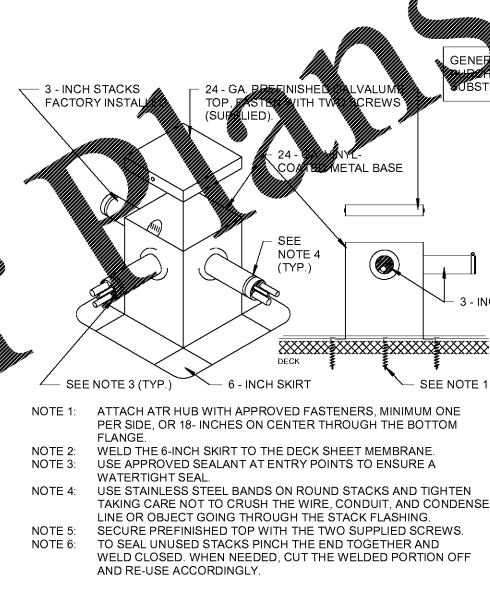 Plans
GENER
PURCH
SUBST
3 - INCH STACKS
FACTORY INSTALLED
24 - GA. PREFINISHED GALVALUME
TOP, FASTEN WITH TWO SCREWS
(SUPPLIED).
24 - GA. VINYL-
COATED METAL BASE
SEE
NOTE 4
(TYP.)
3 - IN
DECK
SEE NOTE 3 (TYP.)
6 - INCH SKIRT
SEE NOTE 1
NOTE 1: ATTACH ATR HUB WITH APPROVED FASTENERS, MINIMUM ONE
PER SIDE, OR 18- INCHES ON CENTER THROUGH THE BOTTOM
FLANGE.
NOTE 2: WELD THE 6-INCH SKIRT TO THE DECK SHEET MEMBRANE.
NOTE 3: USE APPROVED SEALANT AT ENTRY POINTS TO ENSURE A
WATERTIGHT SEAL.
NOTE 4: USE STAINLESS STEEL BANDS ON ROUND STACKS AND TIGHTEN
TAKING CARE NOT TO CRUSH THE WIRE, CONDUIT, AND CONDENSE
LINE OR OBJECT GOING THROUGH THE STACK FLASHING.
NOTE 5: SECURE PREFINISHED TOP WITH THE TWO SUPPLIED SCREWS.
NOTE 6: TO SEAL UNUSED STACKS PINCH THE END TOGETHER AND
WELD CLOSED. WHEN NEEDED, CUT THE WELDED PORTION OFF
AND RE-USE ACCORDINGLY.